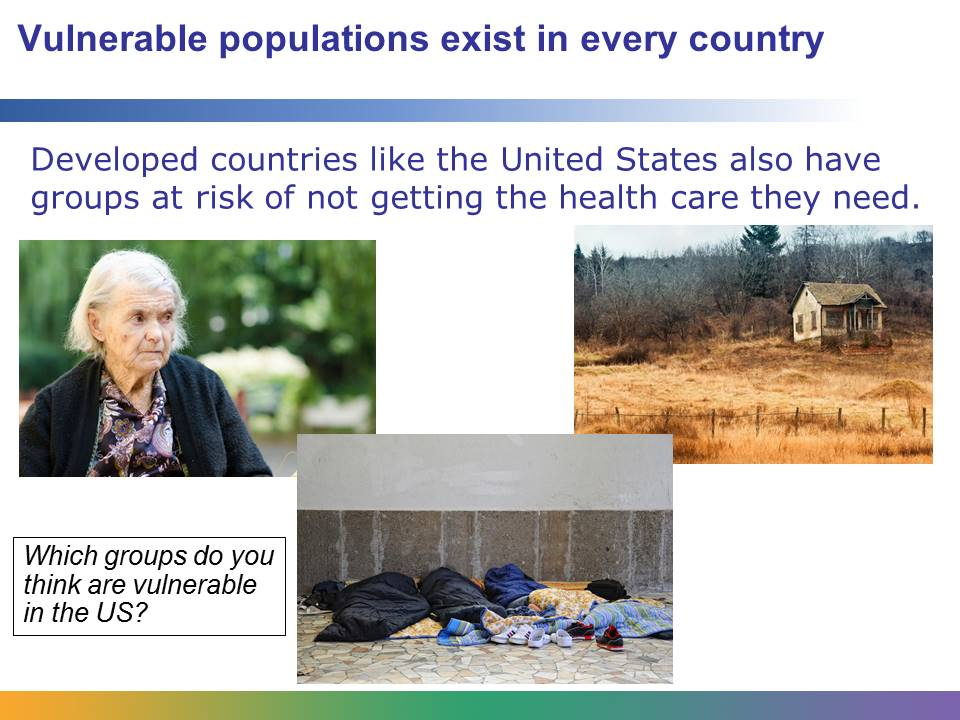 Vulnerable populations exist in every country
Developed countries like the United States also have
groups at risk of not getting the health care they need.
Which groups do you
think are vulnerable
in the US?